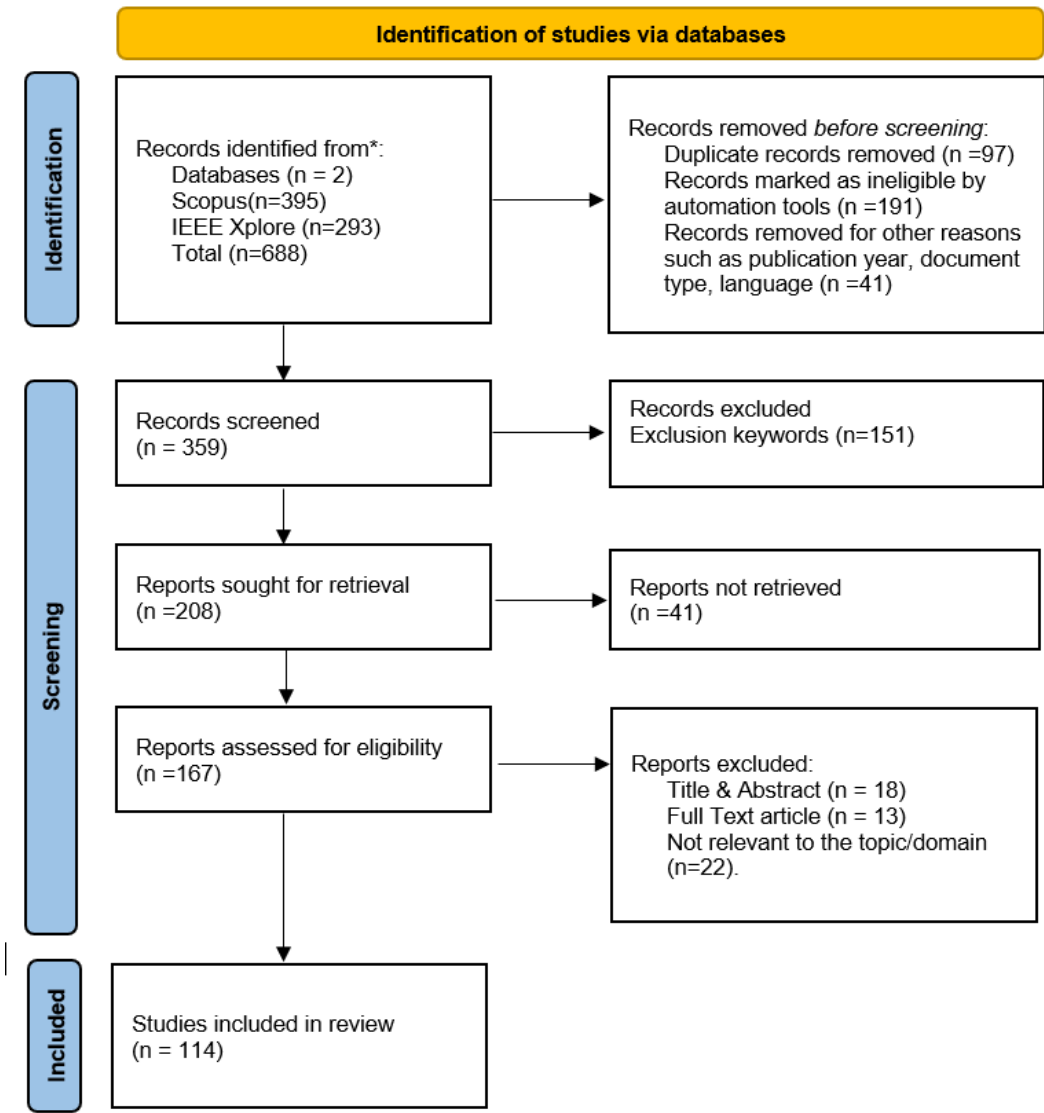 Identification of studies via databases
Identification
Records identified from*:
Databases (n = 2)
Scopus(n=395)
IEEE Xplore (n=293)
Total (n=688)
Records removed before screening:
Duplicate records removed (n =97)
Records marked as ineligible by
automation tools (n =191)
Records removed for other reasons
such as publication year, document
type, language (n =41)
Screening
Records screened
(n = 359)
Records excluded
Exclusion keywords (n=151)
Reports sought for retrieval
(n =208)
Reports not retrieved
(n =41)
Reports assessed for eligibility
(n =167)
Reports excluded:
Title & Abstract (n = 18)
Full Text article (n = 13)
Not relevant to the topic/domain
(n=22).
Included
Studies included in review
(n = 114)